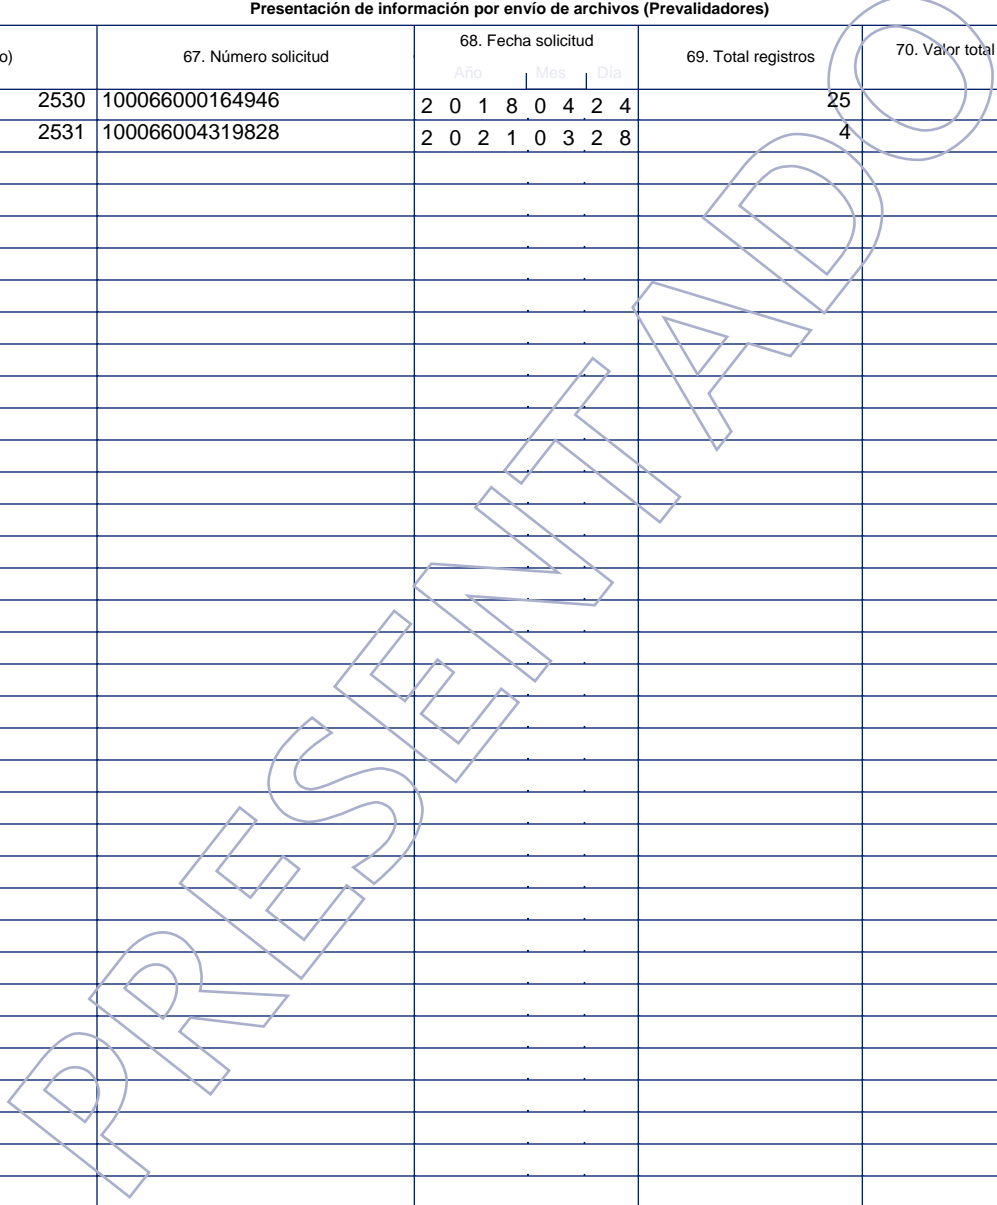 Presentación de información por envío de archivos (Prevalidadores)
o) 67. Número solicitud 68. Fecha solicitud 69. Total registros 70. Valor total
Año Mes Día
2530 100066000164946 2 0 1 8 0 4 2 4 25
2531 100066004319828 2 0 2 1 0 3 2 8 4
PRESENTADO